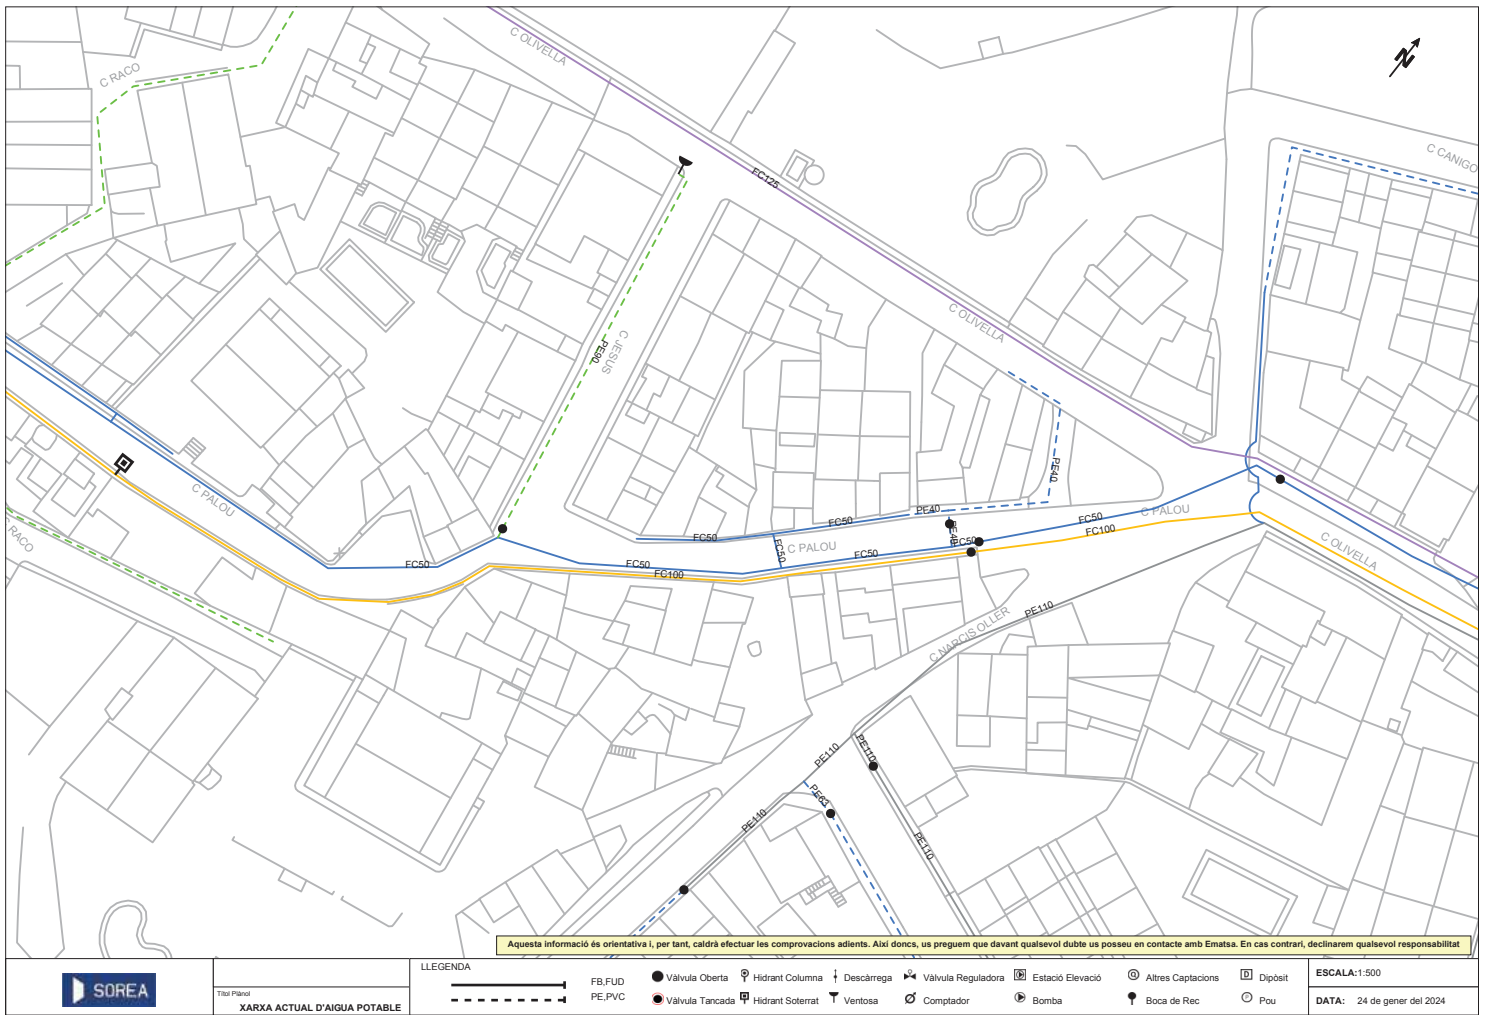 C OLIVELLA
N
C RACO
C CANIGO
FC125
C OLIVELLA
C JESUS
PE90
PE40
C PALOU
FC50
PE40
C PALOU
FC50
C PALOU
FC50
FC50
PE40
FC50
FC100
C RACO
FC50
FC50
FC50
FC100
C OLIVELLA
PE110
C NARCIS OLLER
PE110
PE110
PE63
PE110
PE110
Aquesta informació és orientativa i, per tant, caldrà efectuar les comprovacions adients. Així doncs, us preguem que davant qualsevol dubte us poseu en contacte amb Ematsa. En cas contrari, declinarem qualsevol responsabilitat
SOREA
Títol Plànol
XARXA ACTUAL D'AIGUA POTABLE
LLEGENDA
FB,FUD
PE,PVC
Vàlvula Oberta
Hidrant Columna
Descàrrega
Vàlvula Reguladora
Estació Elevació
Altres Captacions
D Dipòsit
Vàlvula Tancada
Hidrant Soterrat
Ventosa
Comptador
Bomba
Boca de Rec
P Pou
ESCALA:1:500
DATA: 24 de gener del 2024